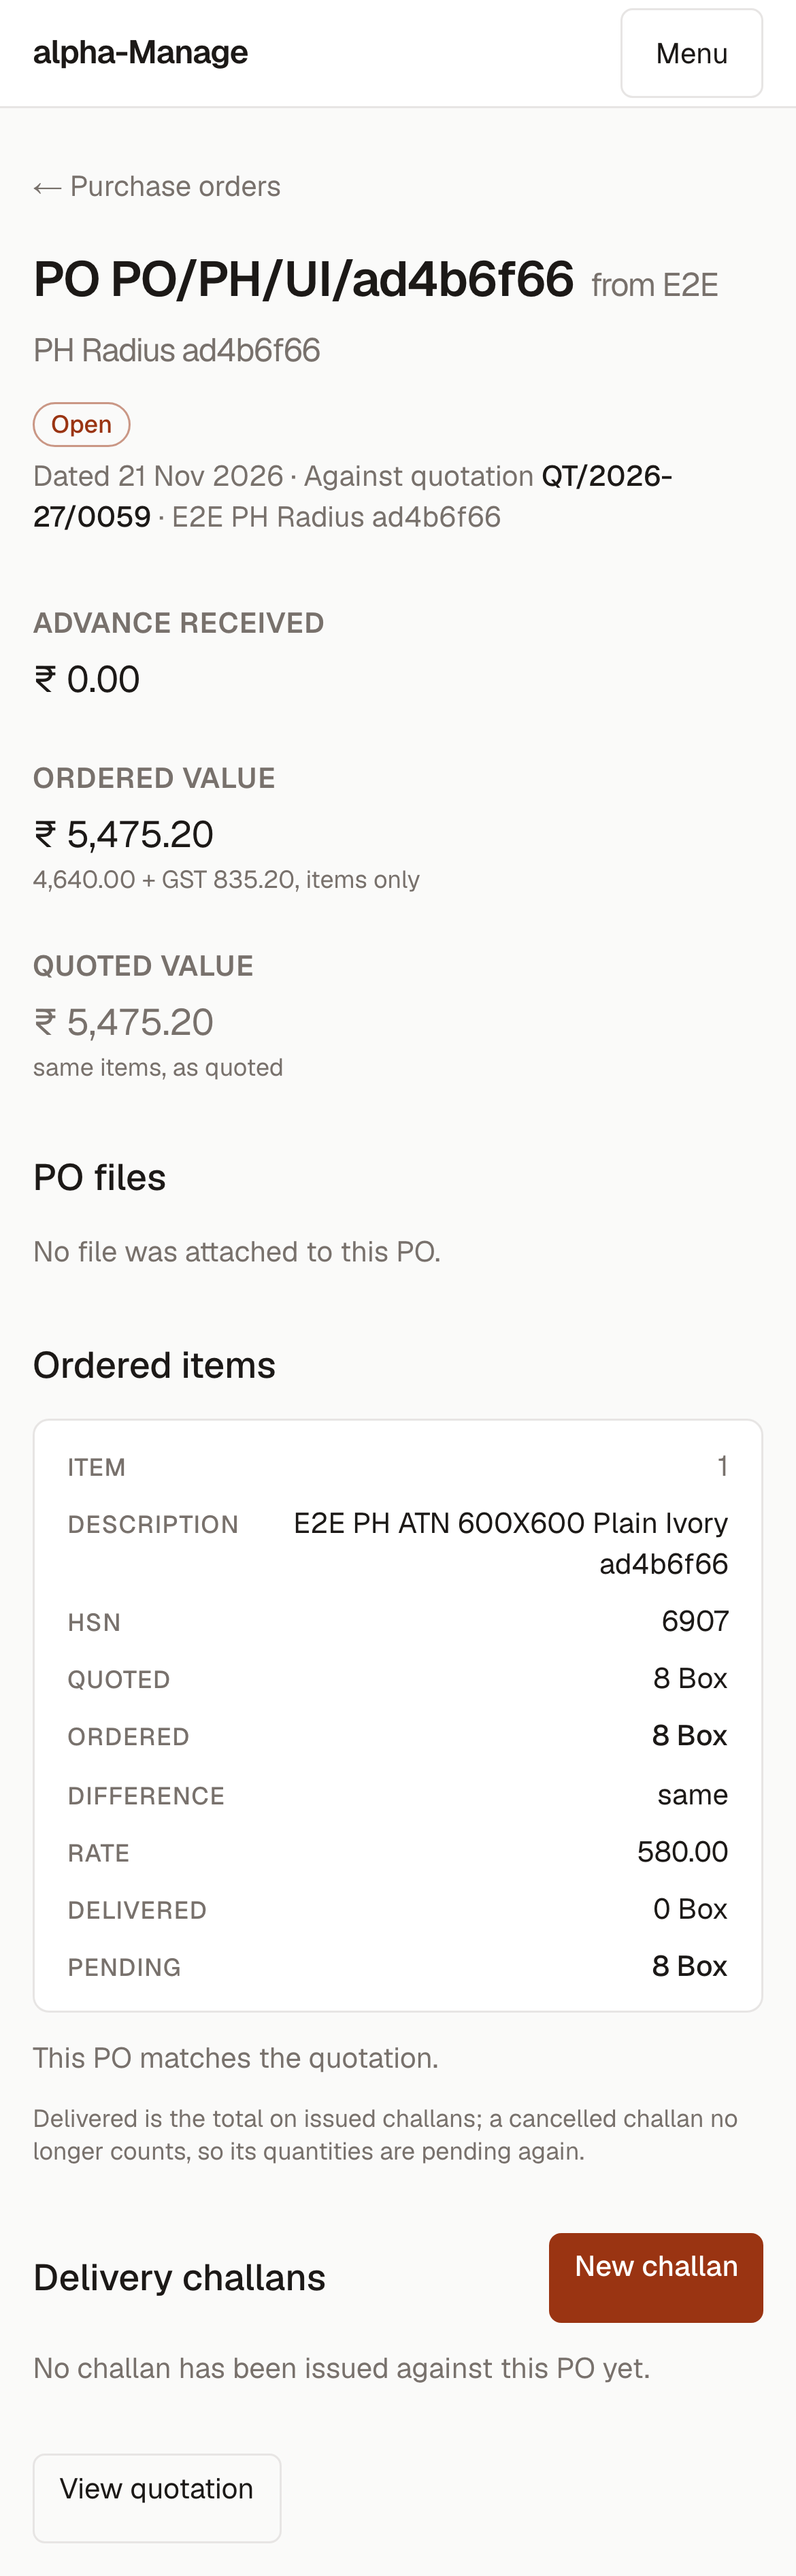 alpha-Manage
Menu
← Purchase orders
PO PO/PH/UI/ad4b6f66 from E2E
PH Radius ad4b6f66
Open
Dated 21 Nov 2026 · Against quotation QT/2026-
27/0059 · E2E PH Radius ad4b6f66
ADVANCE RECEIVED
₹ 0.00
ORDERED VALUE
₹ 5,475.20
4,640.00 + GST 835.20, items only
QUOTED VALUE
₹ 5,475.20
same items, as quoted
PO files
No file was attached to this PO.
Ordered items
ITEM 1
DESCRIPTION E2E PH ATN 600X600 Plain Ivory
ad4b6f66
HSN 6907
QUOTED 8 Box
ORDERED 8 Box
DIFFERENCE same
RATE 580.00
DELIVERED 0 Box
PENDING 8 Box
This PO matches the quotation.
Delivered is the total on issued challans; a cancelled challan no
longer counts, so its quantities are pending again.
Delivery challans
New challan
No challan has been issued against this PO yet.
View quotation